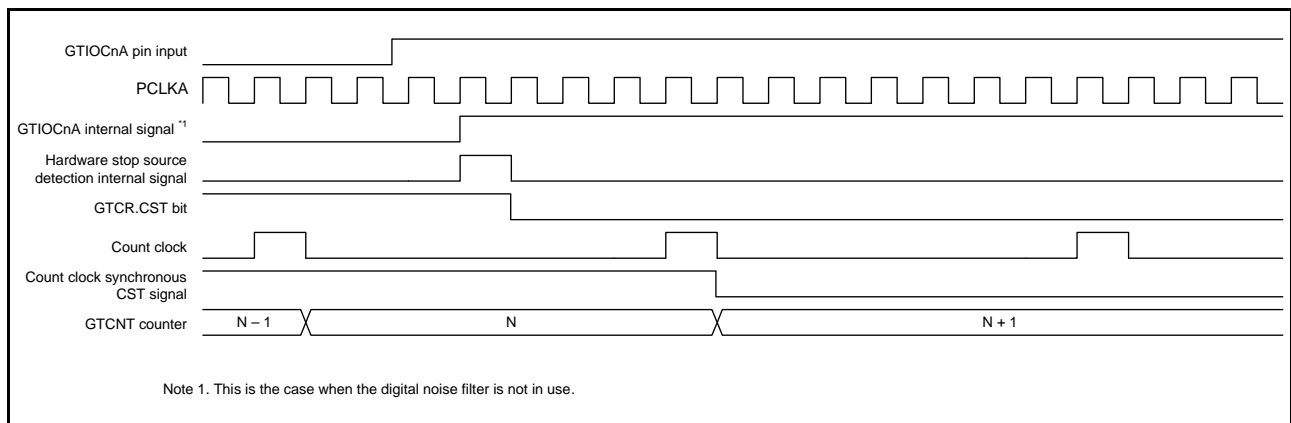 GTIOCnA pin input
PCLKA
GTIOCnA internal signal *1
Hardware stop source
detection internal signal
GTCR.CST bit
Count clock
Count clock synchronous
CST signal
GTCNT counter
N – 1
N
N + 1
Note 1. This is the case when the digital noise filter is not in use.